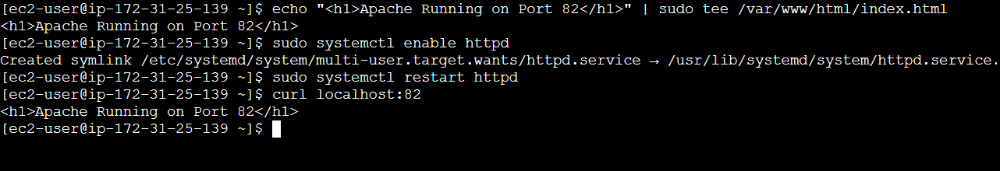 [ec2-user@ip-172-31-25-139 ~]$ echo "<h1>Apache Running on Port 82</h1>" | sudo tee /var/www/html/index.html
<h1>Apache Running on Port 82</h1>
[ec2-user@ip-172-31-25-139 ~]$ sudo systemctl enable httpd
Created symlink /etc/systemd/system/multi-user.target.wants/httpd.service → /usr/lib/systemd/system/httpd.service.
[ec2-user@ip-172-31-25-139 ~]$ sudo systemctl restart httpd
[ec2-user@ip-172-31-25-139 ~]$ curl localhost:82
<h1>Apache Running on Port 82</h1>
[ec2-user@ip-172-31-25-139 ~]$